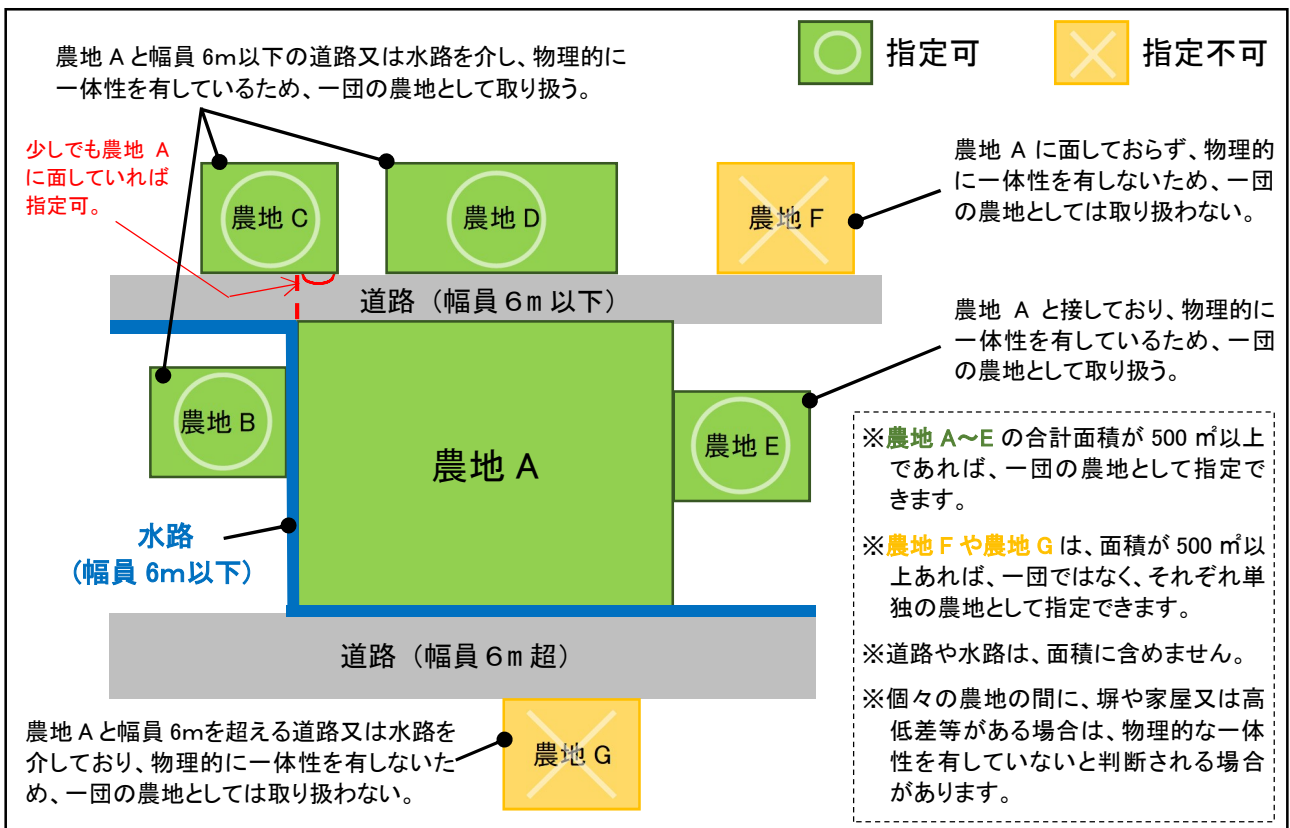 農地 A と幅員 6m以下の道路又は水路を介し、物理的に
一体性を有しているため、一団の農地として取り扱う。
指定可
指定不可
少しでも農地 A
に面していれば
指定可。
農地 A に面しておらず、物理的
に一体性を有しないため、一団
の農地としては取り扱わない。
農地 C
農地 D
農地 F
道路（幅員６ｍ以下）
農地 A と接しており、物理的に
一体性を有しているため、一団
の農地として取り扱う。
農地 B
農地 A
農地 E
水路
(幅員 6m以下)
※農地 A～E の合計面積が 500 ㎡以上
であれば、一団の農地として指定で
きます。
※農地 F や農地 G は、面積が 500 ㎡以
上あれば、一団ではなく、それぞれ単
独の農地として指定できます。
※道路や水路は、面積に含めません。
※個々の農地の間に、塀や家屋又は高
低差等がある場合は、物理的な一体
性を有していないと判断される場合
があります。
道路（幅員６ｍ超）
農地 A と幅員 6mを超える道路又は水路を
介しており、物理的に一体性を有しないた
め、一団の農地としては取り扱わない。
農地 G